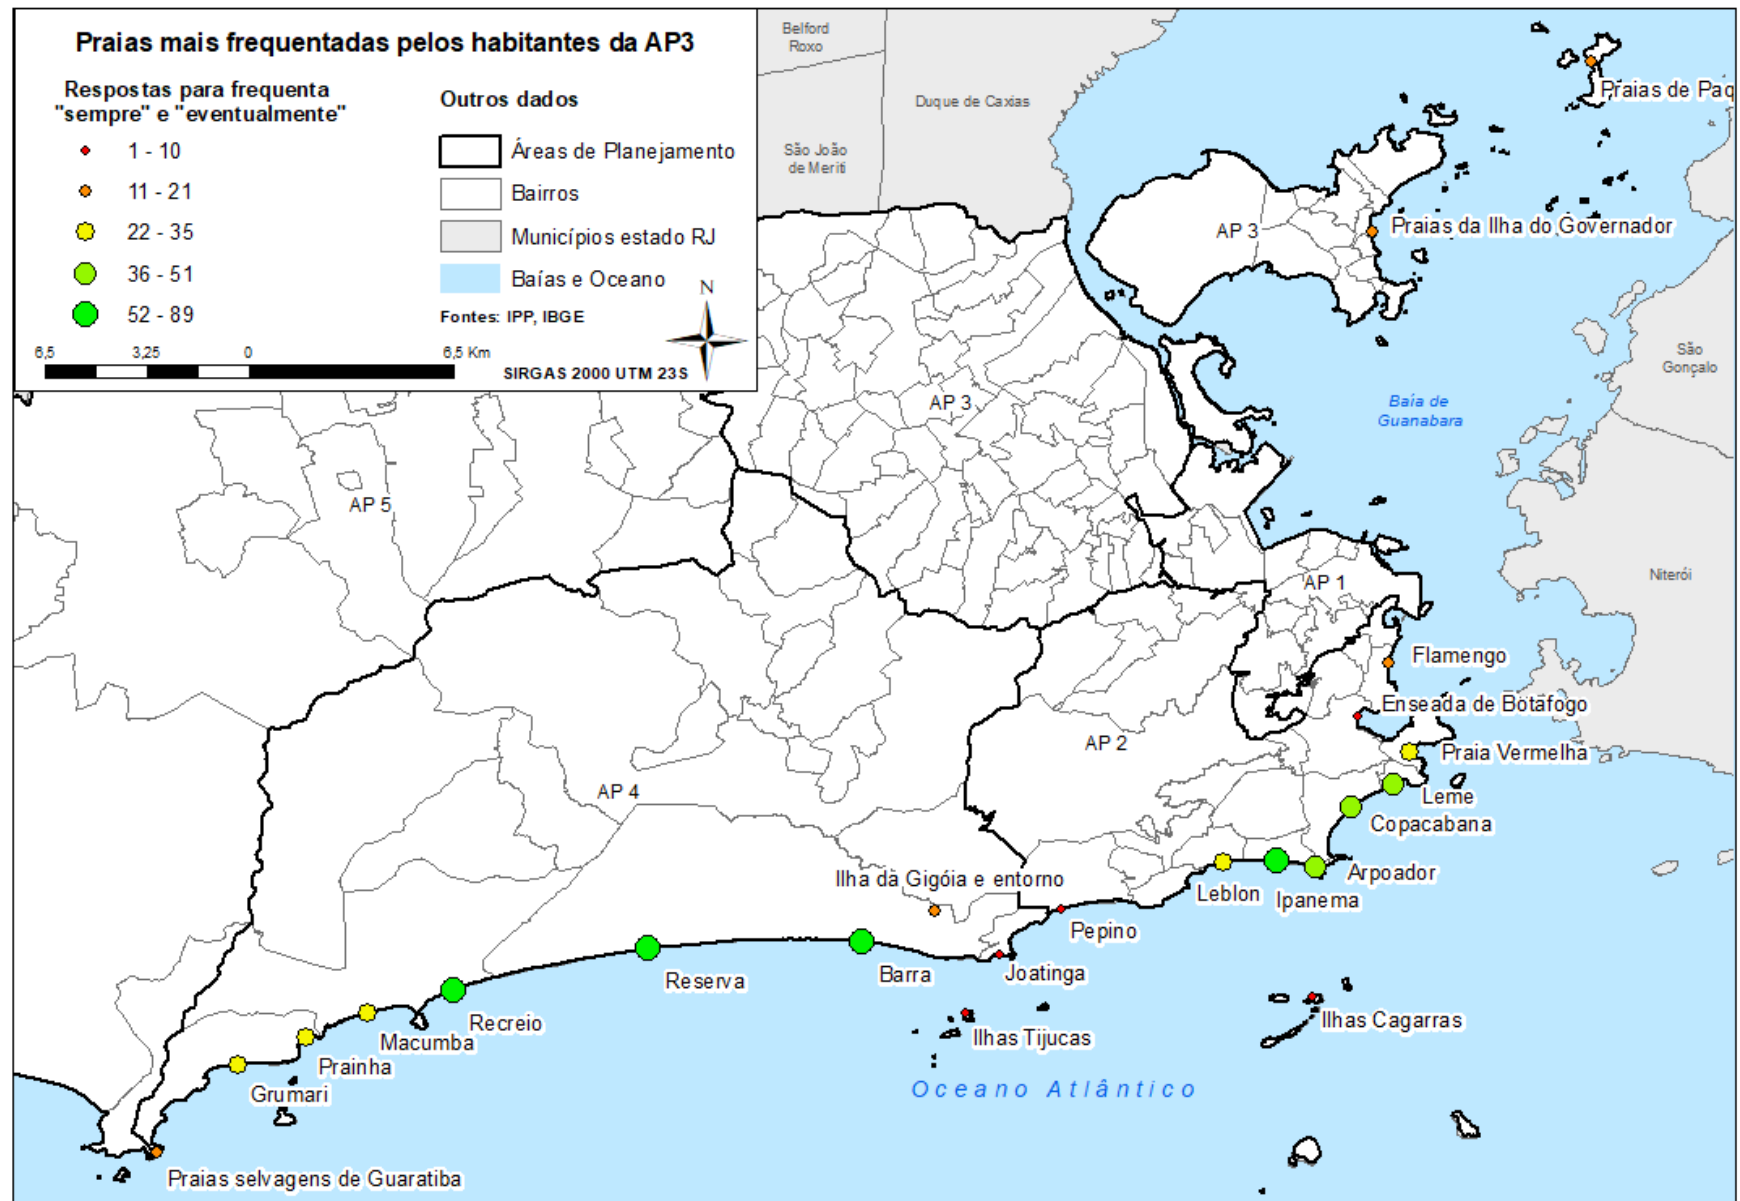 Praias mais frequentadas pelos habitantes da AP3
Respostas para frequenta
"sempre" e "eventualmente"
1 - 10
11 - 21
22 - 35
36 - 51
52 - 89
Outros dados
Áreas de Planejamento
Bairros
Municípios estado RJ
Baías e Oceano
Fontes: IPP, IBGE
N
6,5
3,25
0
6,5 Km
SIRGAS 2000 UTM 23S
Belford
Roxo
Duque de Caxias
São João
de Meriti
Praias de Paq
AP 3
Praias da Ilha do Governador
São
Gonçalo
Baía de
Guanabara
AP 3
AP 5
AP 1
Niterói
Flamengo
Enseada de Botafogo
AP 2
Praia Vermelha
AP 4
Leme
Copacabana
Arpoador
Ilha da Gigóia e entorno
Leblon
Ipanema
Pepino
Reserva
Barra
Joatinga
Recreio
Ilhas Cagarras
Macumba
Ilhas Tijucas
Prainha
Grumari
Oceano Atlântico
Praias selvagens de Guaratiba